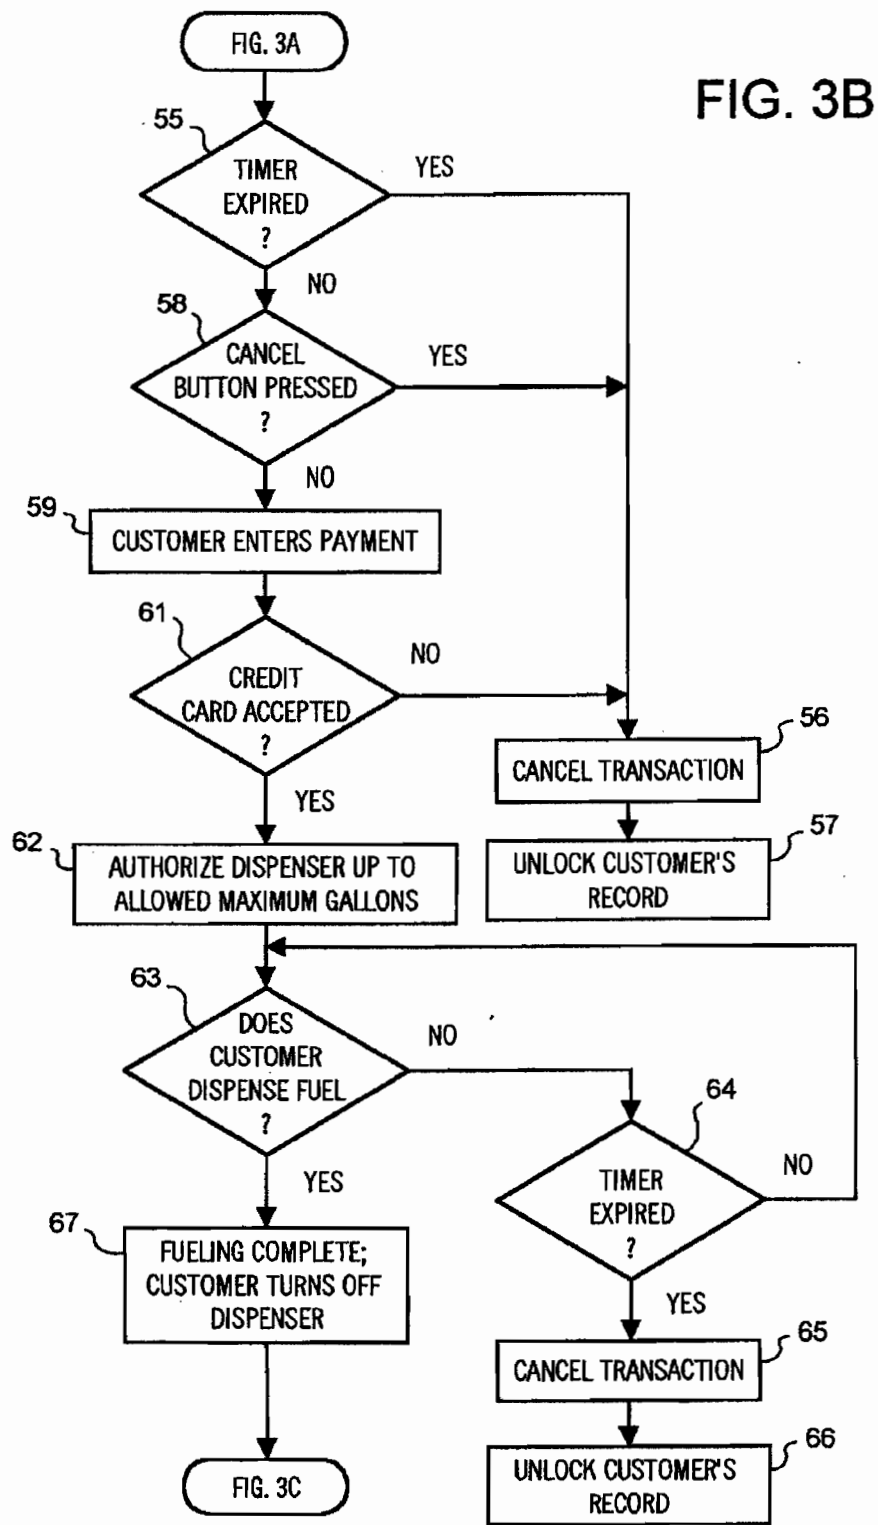 FIG. 3A
FIG. 3B
55
TIMER
EXPIRED
?
YES
NO
58
CANCEL
BUTTON PRESSED
?
YES
NO
59
CUSTOMER ENTERS PAYMENT
61
CREDIT
CARD ACCEPTED
?
NO
YES
56
CANCEL TRANSACTION
57
UNLOCK CUSTOMER'S
RECORD
62
AUTHORIZE DISPENSER UP TO
ALLOWED MAXIMUM GALLONS
63
DOES
CUSTOMER
DISPENSE FUEL
?
NO
YES
64
TIMER
EXPIRED
?
NO
YES
67
FUELING COMPLETE;
CUSTOMER TURNS OFF
DISPENSER
65
CANCEL TRANSACTION
66
UNLOCK CUSTOMER'S
RECORD
FIG. 3C